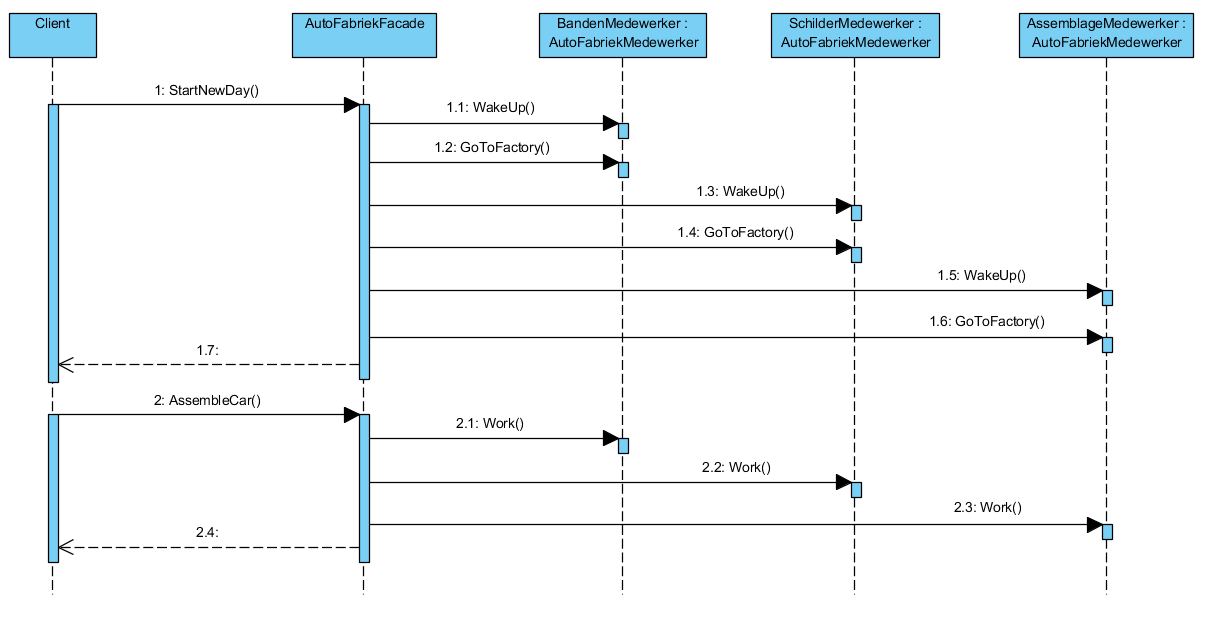 Client
AutoFabriekFacade
BandenMedewerker :
AutoFabriekMedewerker
SchilderMedewerker :
AutoFabriekMedewerker
AssemblageMedewerker :
AutoFabriekMedewerker
1: StartNewDay()
1.1: WakeUp()
1.2: GoToFactory()
1.3: WakeUp()
1.4: GoToFactory()
1.5: WakeUp()
1.6: GoToFactory()
1.7:
2: AssembleCar()
2.1: Work()
2.2: Work()
2.3: Work()
2.4: